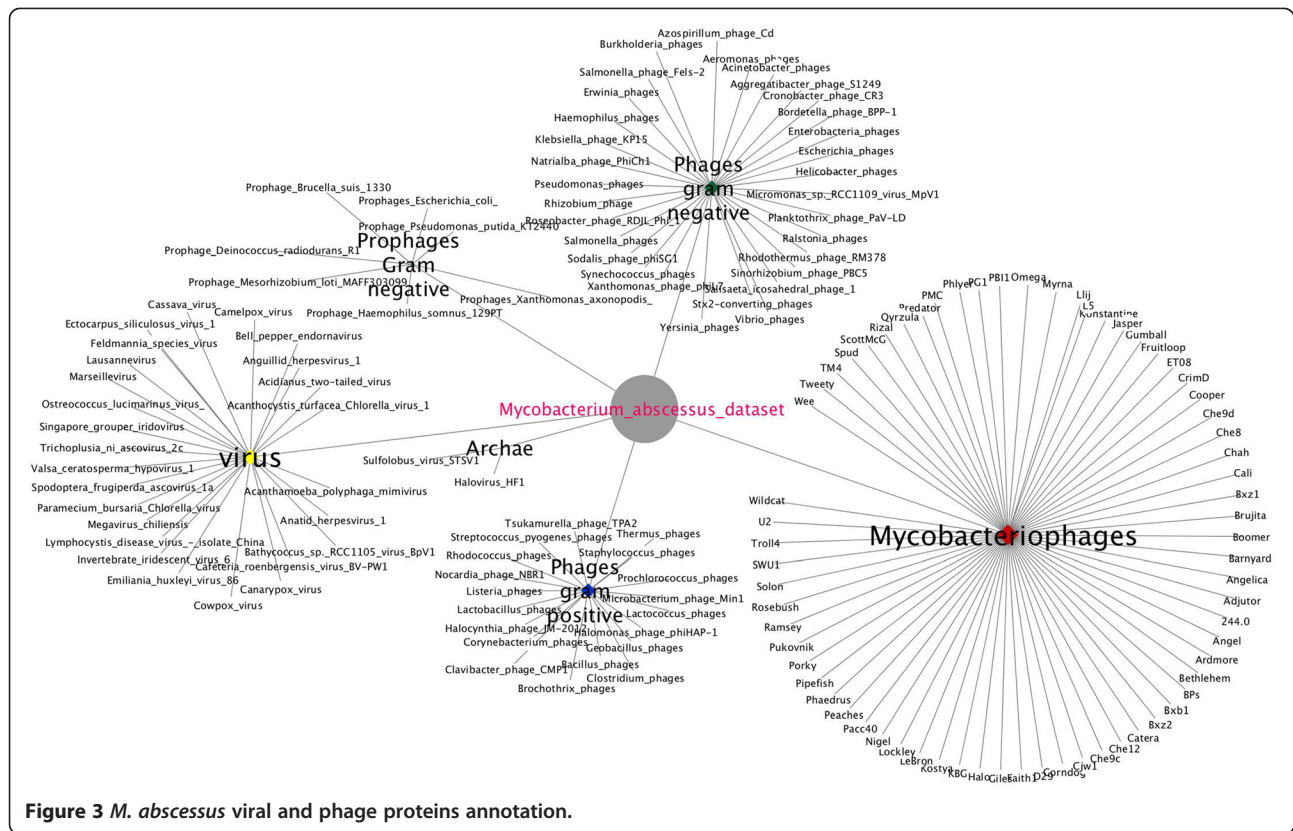 Azospirillum_phage_Cd
Burkholderia_phages
Aeromonas_phages
Acinetobacter_phages
Salmonella_phage_Fels-2
Aggregatibacter_phage_S1249
Erwinia_phages
Cronobacter_phage_CR3
Bordetella_phage_BPP-1
Haemophilus_phages
Enterobacteria_phages
Klebsiella_phage_KP15
Escherichia_phages
Natrialba_phage_PhiCh1
Helicobacter_phages
Phages
gram
negative
Pseudomonas_phages
Micromonas_sp._RCC1109_virus_MpV1
Rhizobium_phage
Roseobacter_phage_RDJL_Phi_1
Planktothrix_phage_PaV-LD
Salmonella_phages
Ralstonia_phages
Sodalis_phage_phiSG1
Rhodothermus_phage_RM378
Synechococcus_phages
Sinorhizobium_phage_PBC5
Xanthomonas_phage_phiL7
Salisaeta_icosahedral_phage_1
Stx2-converting_phages
Vibrio_phages
Yersinia_phages
Prophage_Brucella_suis_1330
Prophages_Escherichia_coli_
Prophage_Pseudomonas_putida_KT2440
Prophages
Gram
negative
Prophage_Deinococcus_radiodurans_R1
Prophage_Mesorhizobium_loti_MAFF303099
Prophages_Xanthomonas_axonopodis_
Prophage_Haemophilus_somnus_129PT
Cassava_virus_
Camelpox_virus
Ectocarpus_siliculosus_virus_1
Bell_pepper_endornavirus
Feldmannia_species_virus
Lausannevirus
Anguillid_herpesvirus_1
Marseillevirus
Acidianus_two-tailed_virus
Ostreococcus_lucimarinus_virus_
Acanthocystis_turfacea_Chlorella_virus_1
Singapore_grouper_iridovirus
Trichoplusia_ni_ascovirus_2c
virus
Valsa_ceratosperma_hypovirus_1
Spodoptera_frugiperda_ascovirus_1a
Acanthamoeba_polyphaga_mimivirus
Paramecium_bursaria_Chlorella_virus
Megavirus_chiliensis
Anatid_herpesvirus_1
Lymphocystis_disease_virus_-_isolate_China
Bathycoccus_sp._RCC1105_virus_BpV1
Invertebrate_iridescent_virus_6
Cafeteria_roenbergensis_virus_BV-PW1
Emiliania_huxleyi_virus_86
Canarypox_virus
Cowpox_virus
Mycobacterium_abscessus_dataset
Archae
Sulfolobus_virus_STSV1
Halovirus_HF1
Tsukamurella_phage_TPA2
Thermus_phages
Streptococcus_pyogenes_phages
Rhodococcus_phages
Staphylococcus_phages
Nocardia_phage_NBR1
Prochlorococcus_phages
Phages
gram
positive
Listeria_phages
Microbacterium_phage_Min1
Lactobacillus_phages
Lactococcus_phages
Halocynthia_phage_JM-2012
Halomonas_phage_phiHAP-1
Corynebacterium_phages
Geobacillus_phages
Clavibacter_phage_CMP1
Bacillus_phages
Clostridium_phages
Brochothrix_phages
Mycobacteriophages
Wee
Tweety
TM4
Spud
ScottMcG
Rizal
Qyrzula
Predator
PMC
Phlyer
PG1
PBI1
Omega
Myrna
Llij
L5
Konstantine
Jasper
Gumball
Fruitloop
ET08
CrimD
Cooper
Che9d
Che8
Chah
Cali
Bxz1
Brujita
Boomer
Barnyard
Angelica
Adjutor
244.0
Angel
Ardmore
Bethlehem
BPs
Bxb1
Bxz2
Catera
Che12
Che9c
Cjw1
Corndog
D29
Faith1
Giles
Halo
KBG
Kostya
LeBron
Lockley
Nigel
Pacc40
Peaches
Phaedrus
Pipefish
Porky
Pukovnik
Ramsey
Rosebush
Solon
SWU1
Troll4
U2
Wildcat
Figure 3 M. abscessus viral and phage proteins annotation.